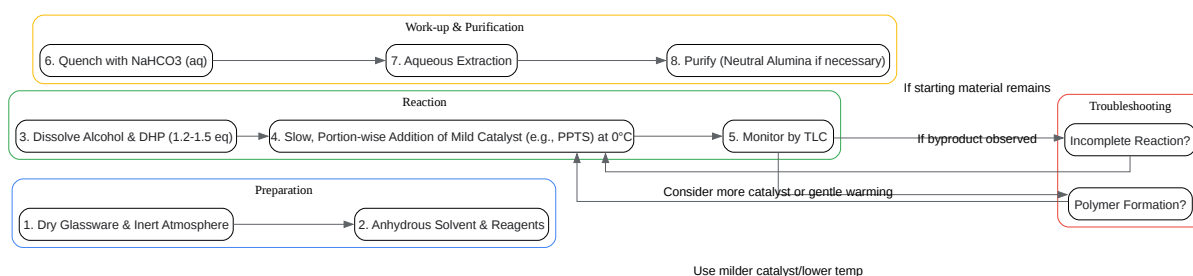 Work-up & Purification
6. Quench with NaHCO3 (aq)
7. Aqueous Extraction
8. Purify (Neutral Alumina if necessary)
If starting material remains
Reaction
Troubleshooting
3. Dissolve Alcohol & DHP (1.2-1.5 eq)
4. Slow, Portion-wise Addition of Mild Catalyst (e.g., PPTS) at 0°C
5. Monitor by TLC
If byproduct observed
Incomplete Reaction?
Preparation
Consider more catalyst or gentle warming
Polymer Formation?
1. Dry Glassware & Inert Atmosphere
2. Anhydrous Solvent & Reagents
Use milder catalyst/lower temp